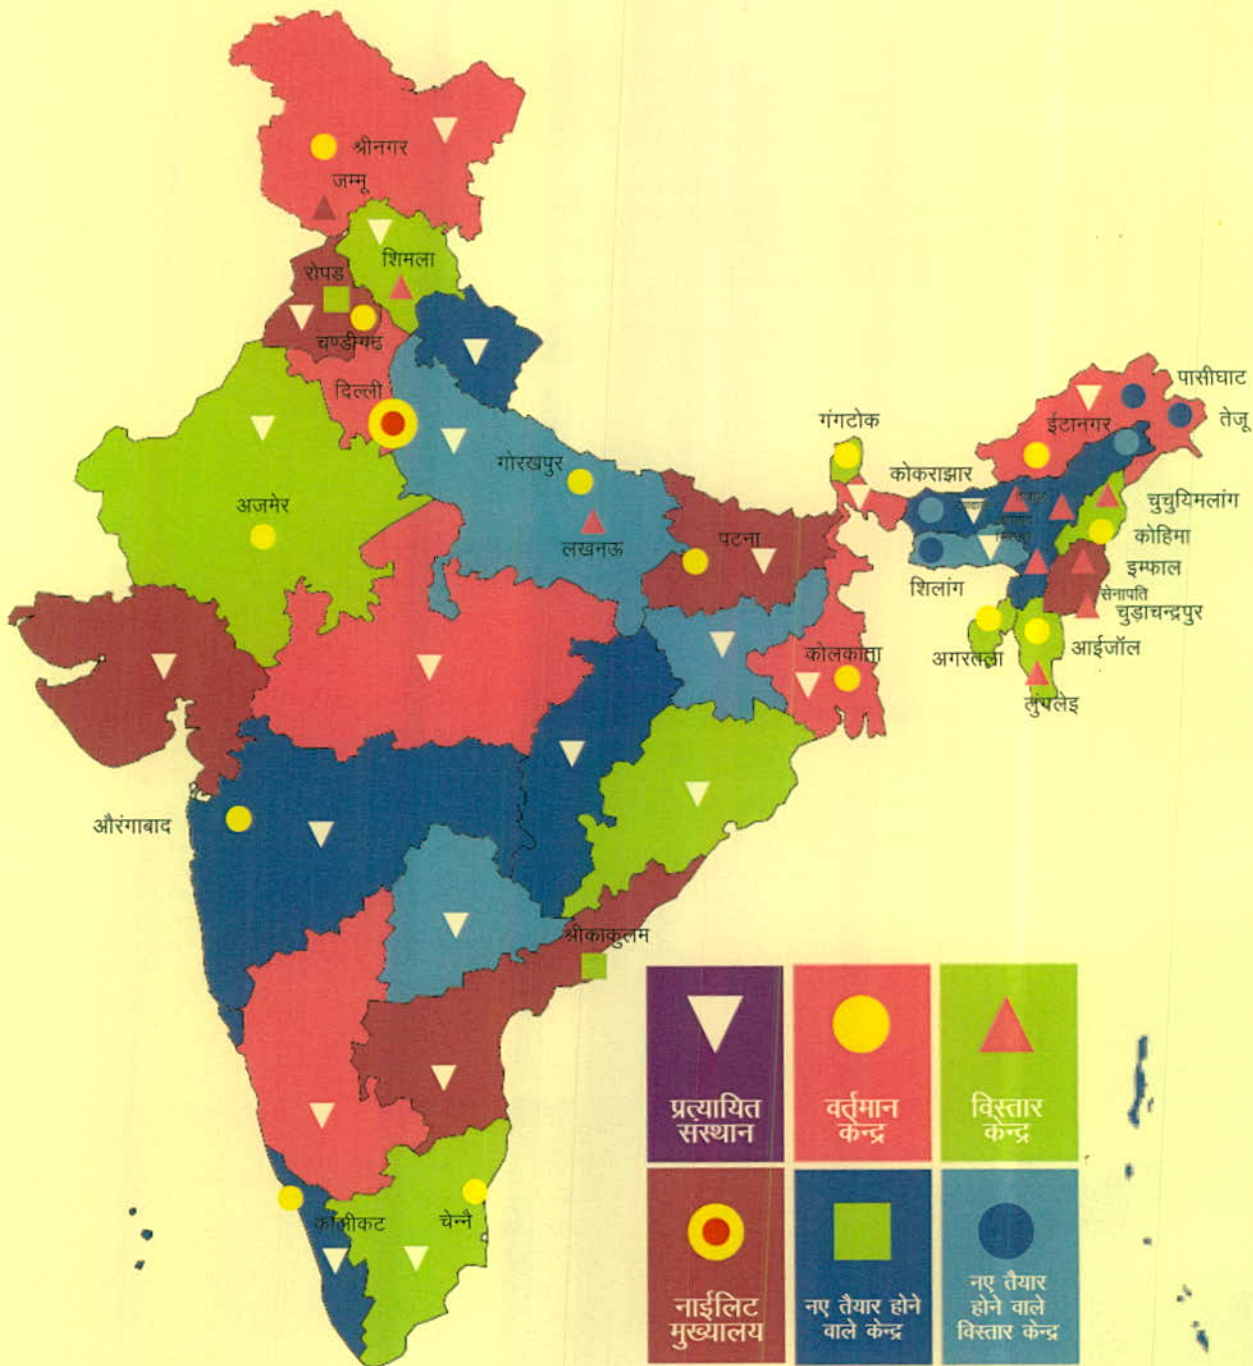 श्रीनगर
जम्मू
शिमला
रोपड
चण्डीगढ
दिल्ली
पासीघाट
तेजू
गंगटोक
ईटानगर
गोरखपुर
कोकराझार
चुचुयिमलांग
अजमेर
लखनऊ
पटना
कोहिमा
इम्फाल
शिलांग
सेनापति
चुड़ाचन्द्रपुर
आईजॉल
कोलकाता
अगरतला
लुंगलेइ
औरंगाबाद
श्रीकाकुलम
कालीकट
चेन्नै
प्रत्यायित
संस्थान
वर्तमान
केन्द्र
विस्तार
केन्द्र
नाईलिट
मुख्यालय
नए तैयार होने
वाले केन्द्र
नए तैयार
होने वाले
विस्तार केन्द्र